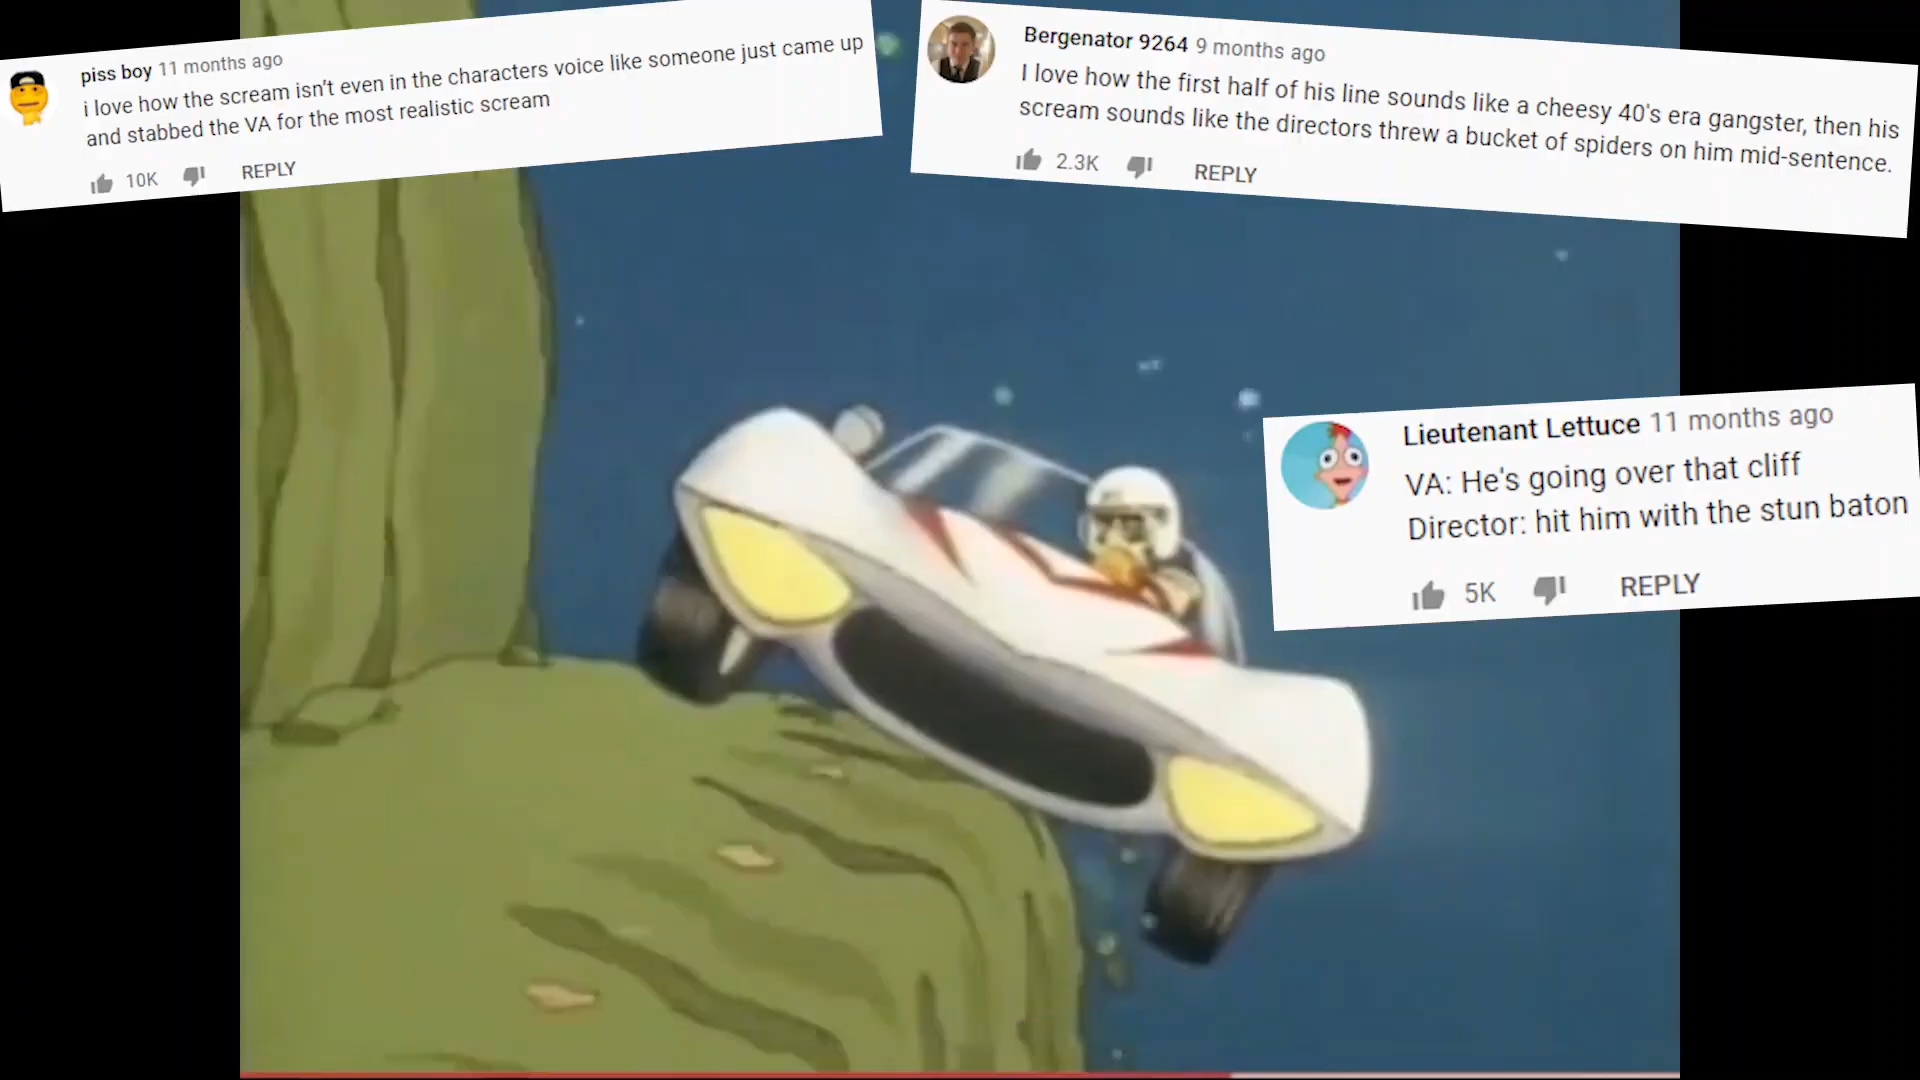 piss boy 11 months ago
i love how the scream isn't even in the characters voice like someone just came up
and stabbed the VA for the most realistic scream
10K REPLY
Bergenator 9264 9 months ago
I love how the first half of his line sounds like a cheesy 40's era gangster, then his
scream sounds like the directors threw a bucket of spiders on him mid-sentence.
2.3K REPLY
Lieutenant Lettuce 11 months ago
VA: He's going over that cliff
Director: hit him with the stun baton
5K REPLY